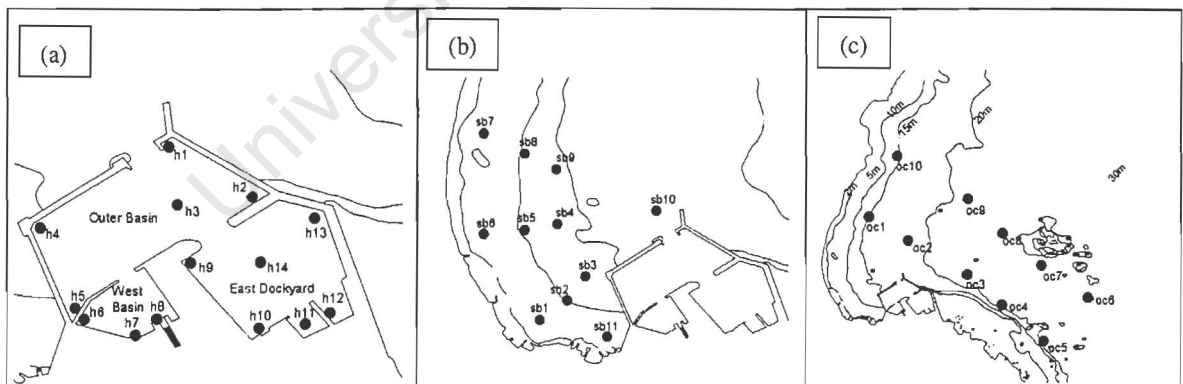 (a)
h1
h2
Outer Basin
h3
h13
h4
h9
h14
h5
West
Basin
East Dockyard
h6
h8
h7
h12
h10
h11
(b)
sb7
sb8
sb9
sb10
sb6
sb5
sb4
sb3
sb2
sb1
sb11
(c)
10m
15m
20m
oc10
5m
2m
30m
oc9
oc1
oc8
oc2
oc7
oc3
oc6
oc4
oc5
Universi